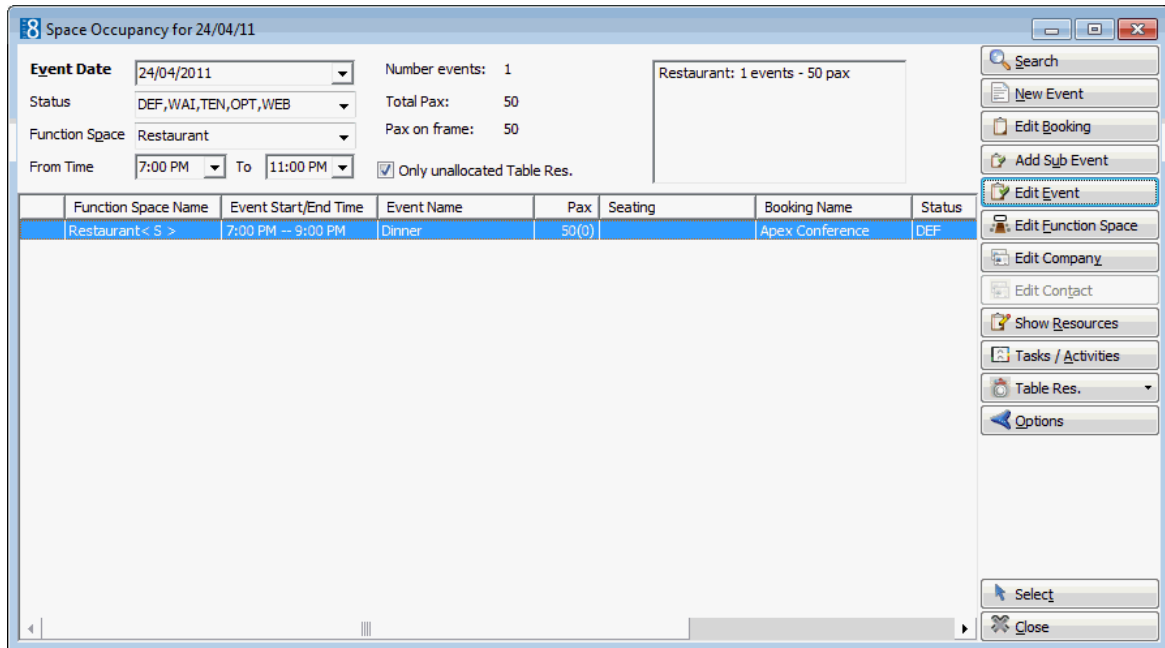 Space Occupancy for 24/04/11
Event Date 24/04/2011
Status DEF,WAI,TEN,OPT,WEB
Function Space Restaurant
From Time 7:00 PM To 11:00 PM
Number events: 1
Total Pax: 50
Pax on frame: 50
Only unallocated Table Res.
Restaurant: 1 events - 50 pax
Function Space Name Event Start/End Time Event Name Pax Seating Booking Name Status
Restaurant< S > 7:00 PM -- 9:00 PM Dinner 50(0) Apex Conference DEF
Search
New Event
Edit Booking
Add Sub Event
Edit Event
Edit Function Space
Edit Company
Edit Contact
Show Resources
Tasks / Activities
Table Res.
Options
Select
Close